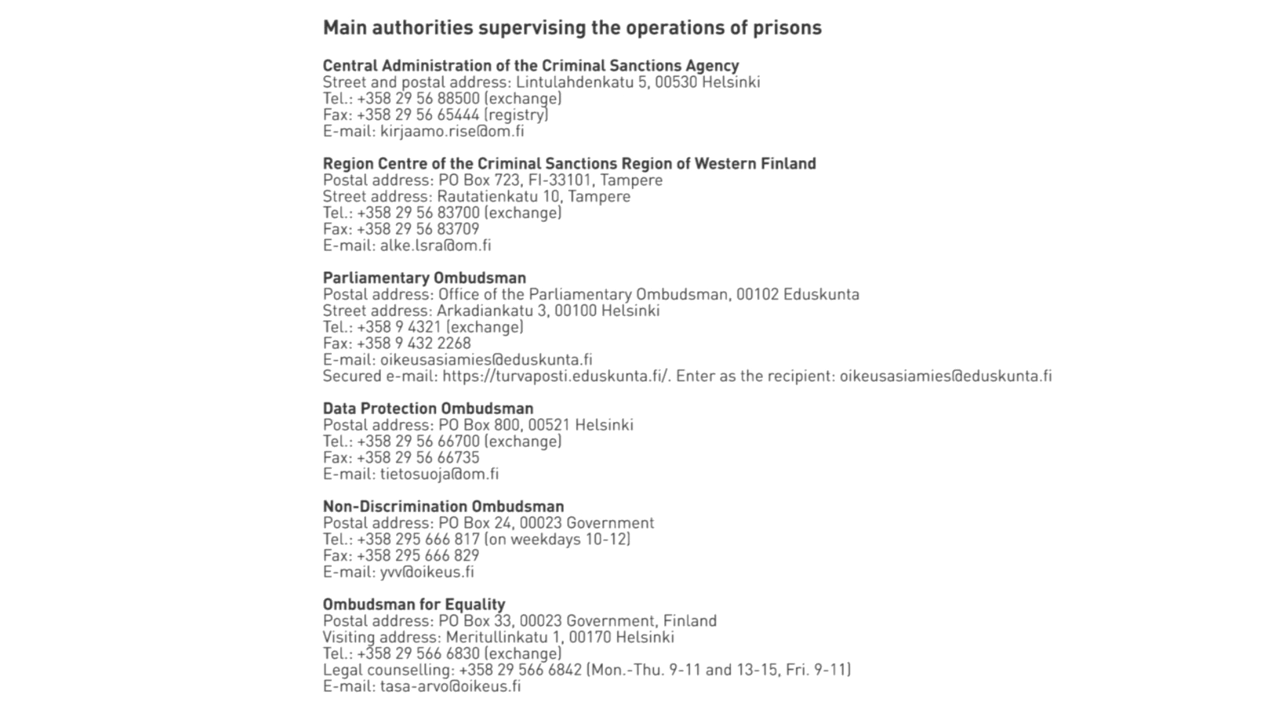 Main authorities supervising the operations of prisons
Central Administration of the Criminal Sanctions Agency
Street and postal address: Lintulahdenkatu 5, 00530 Helsinki
Tel.: +358 29 56 88500 (exchange)
Fax: +358 29 56 65444 (registry)
E-mail: kirjaamo.rise@om.fi
Region Centre of the Criminal Sanctions Region of Western Finland
Postal address: PO Box 723, FI-33101, Tampere
Street address: Rautatienkatu 10, Tampere
Tel.: +358 29 56 83700 (exchange)
Fax: +358 29 56 83709
E-mail: alke.lsra@om.fi
Parliamentary Ombudsman
Postal address: Office of the Parliamentary Ombudsman, 00102 Eduskunta
Street address: Arkadiankatu 3, 00100 Helsinki
Tel.: +358 9 4321 (exchange)
Fax: +358 9 432 2268
E-mail: oikeusasiamies@eduskunta.fi
Secured e-mail: https://turvaposti.eduskunta.fi/. Enter as the recipient: oikeusasiamies@eduskunta.fi
Data Protection Ombudsman
Postal address: PO Box 800, 00521 Helsinki
Tel.: +358 29 56 66700 (exchange)
Fax: +358 29 56 66735
E-mail: tietosuoja@om.fi
Non-Discrimination Ombudsman
Postal address: PO Box 24, 00023 Government
Tel.: +358 295 666 817 (on weekdays 10-12)
Fax: +358 295 666 829
E-mail: yvv@oikeus.fi
Ombudsman for Equality
Postal address: PO Box 33, 00023 Government, Finland
Visiting address: Meritullinkatu 1, 00170 Helsinki
Tel.: +358 29 566 6830 (exchange)
Legal counselling: +358 29 566 6842 (Mon.-Thu. 9-11 and 13-15, Fri. 9-11)
E-mail: tasa-arvo@oikeus.fi